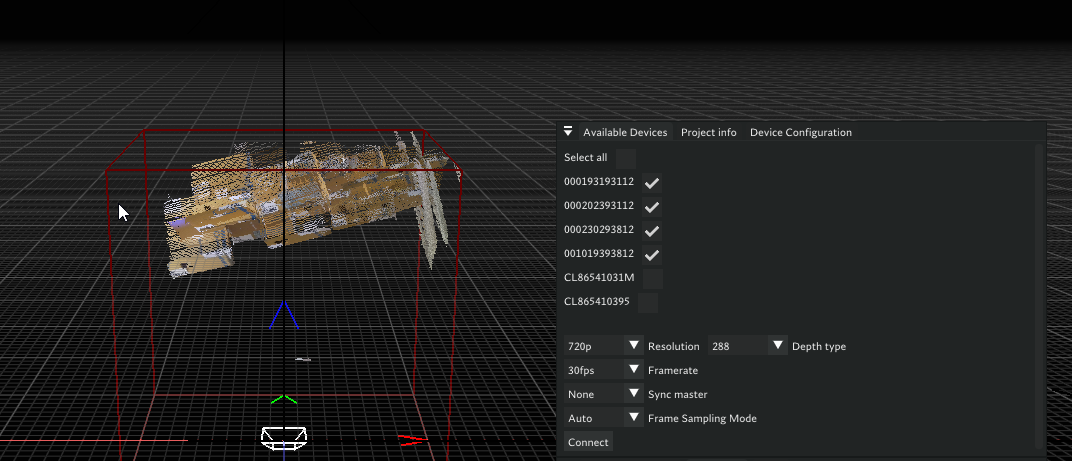 Available Devices Project info Device Configuration
Select all
000193193112
000202393112
000230293812
001019393812
CL86541031M
CL865410395
720p Resolution 288 Depth type
30fps Framerate
None Sync master
Auto Frame Sampling Mode
Connect